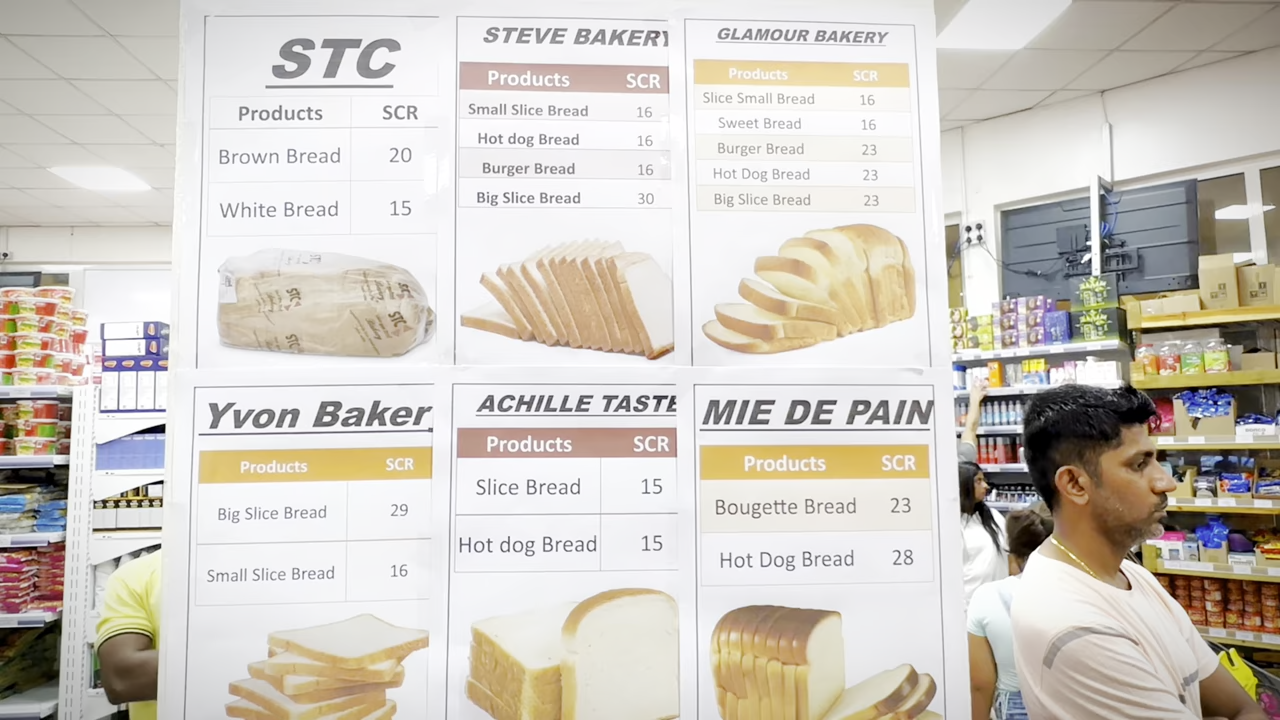 STC
Products SCR
Brown Bread 20
White Bread 15
STC
STC
STC
STEVE BAKERY
Products SCR
Small Slice Bread 16
Hot dog Bread 16
Burger Bread 16
Big Slice Bread 30
GLAMOUR BAKERY
Products SCR
Slice Small Bread 16
Sweet Bread 16
Burger Bread 23
Hot Dog Bread 23
Big Slice Bread 23
Yvon Baker
Products SCR
Big Slice Bread 29
Small Slice Bread 16
ACHILLE TASTE
Products SCR
Slice Bread 15
Hot dog Bread 15
MIE DE PAIN
Products SCR
Bougette Bread 23
Hot Dog Bread 28